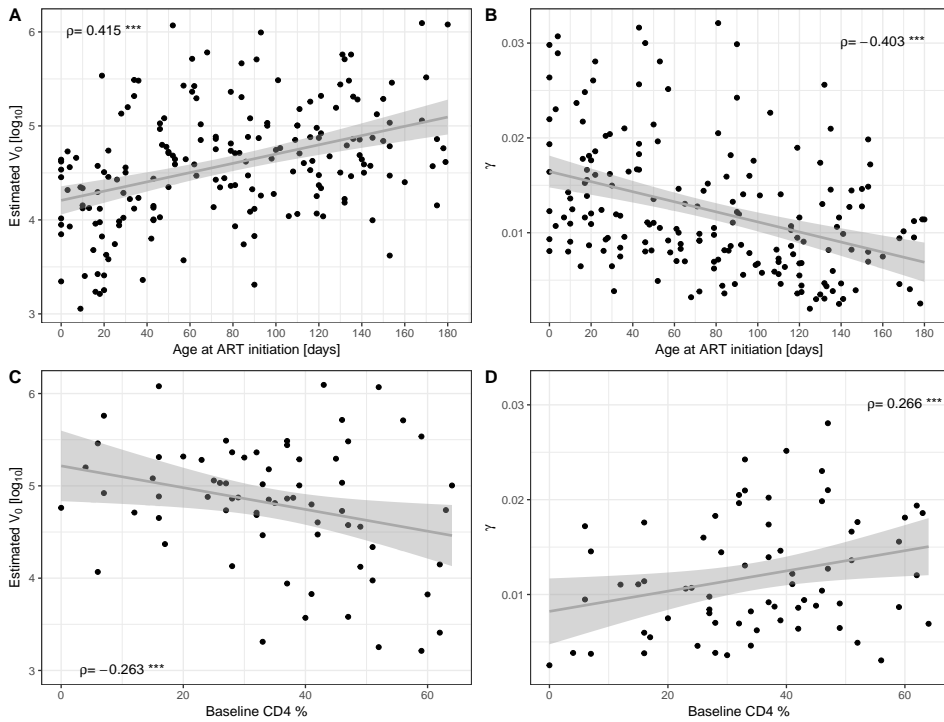 A
ρ= 0.415 ***
Estimated V0 [log10]
6
5
4
3
0 20 40 60 80 100 120 140 160 180
Age at ART initiation [days]
B
ρ= −0.403 ***
γ
0.03
0.02
0.01
0 20 40 60 80 100 120 140 160 180
Age at ART initiation [days]
C
ρ= −0.263 ***
Estimated V0 [log10]
6
5
4
3
0 20 40 60
Baseline CD4 %
D
ρ= 0.266 ***
γ
0.03
0.02
0.01
0 20 40 60
Baseline CD4 %